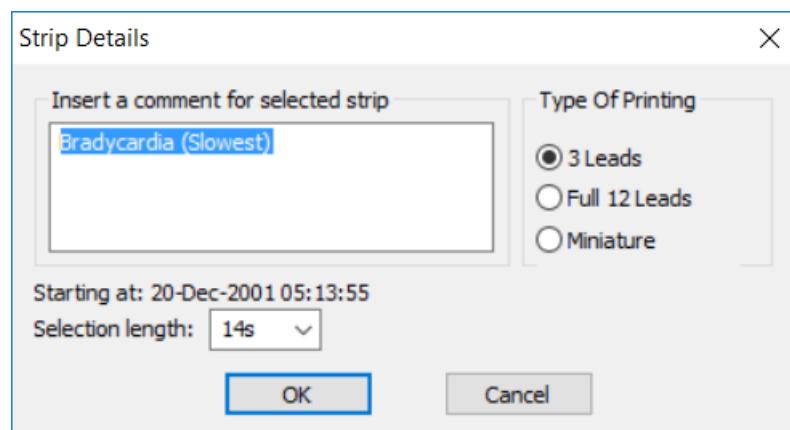 Strip Details
Insert a comment for selected strip
Bradycardia (Slowest)
Type Of Printing
3 Leads
Full 12 Leads
Miniature
Starting at: 20-Dec-2001 05:13:55
Selection length: 14s
OK Cancel